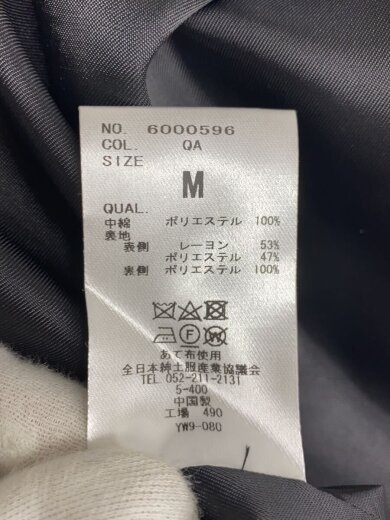 NO. 6000596
COL. QA
SIZE
M
QUAL.
中綿 ポリエステル 100%
裏地
表側 レーヨン 53%
ポリエステル 47%
裏側 ポリエステル 100%
あて布使用
全日本紳士服産業協議会
TEL 052-211-2131
5-400
中国製
工場 490
YW9-080